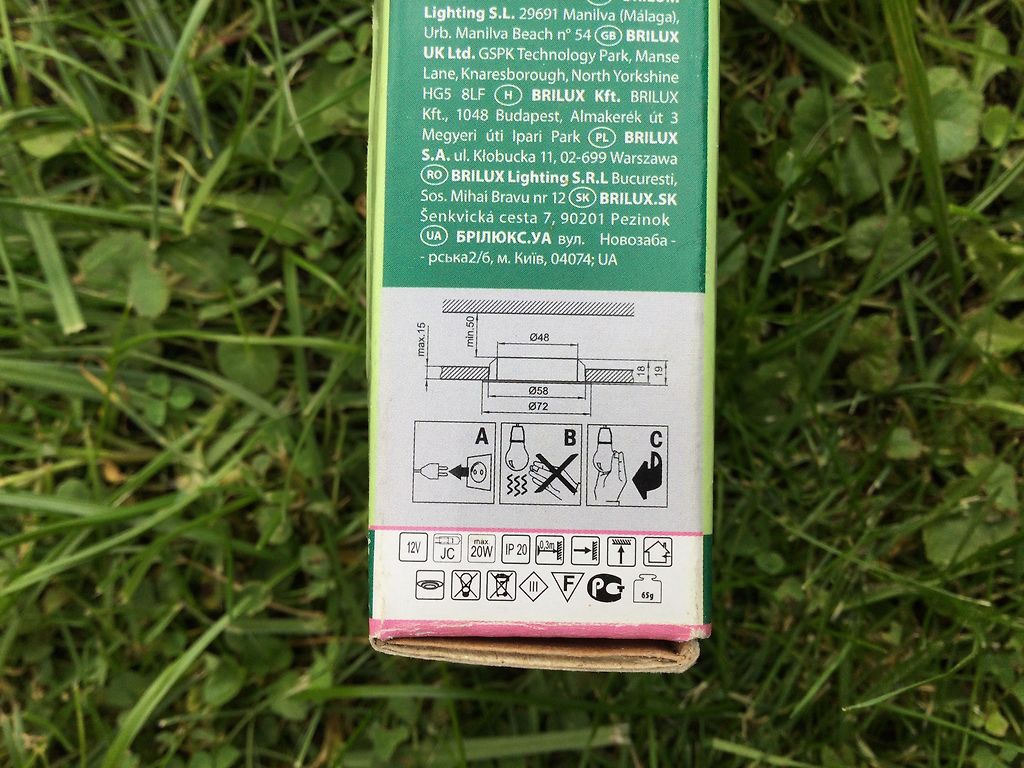 Lighting S.L. 29691 Manilva (Málaga),
Urb. Manilva Beach n° 54 GB BRILUX
UK Ltd. GSPK Technology Park, Manse
Lane, Knaresborough, North Yorkshire
HG5 8LF H BRILUX Kft. BRILUX
Kft., 1048 Budapest, Almakerék út 3
Megyeri úti Ipari Park PL BRILUX
S.A. ul. Kłobucka 11, 02-699 Warszawa
RO BRILUX Lighting S.R.L Bucuresti,
Sos. Mihai Bravu nr 12 SK BRILUX.SK
Šenkvická cesta 7, 90201 Pezinok
UA БРІЛЮКС.УА вул. Новозаба-
- рська2/б, м. Київ, 04074; UA
max.15
min.50
Ø48
18
19
Ø58
Ø72
A B C
12V JC max. 20W IP 20 0,3m
III F 65g